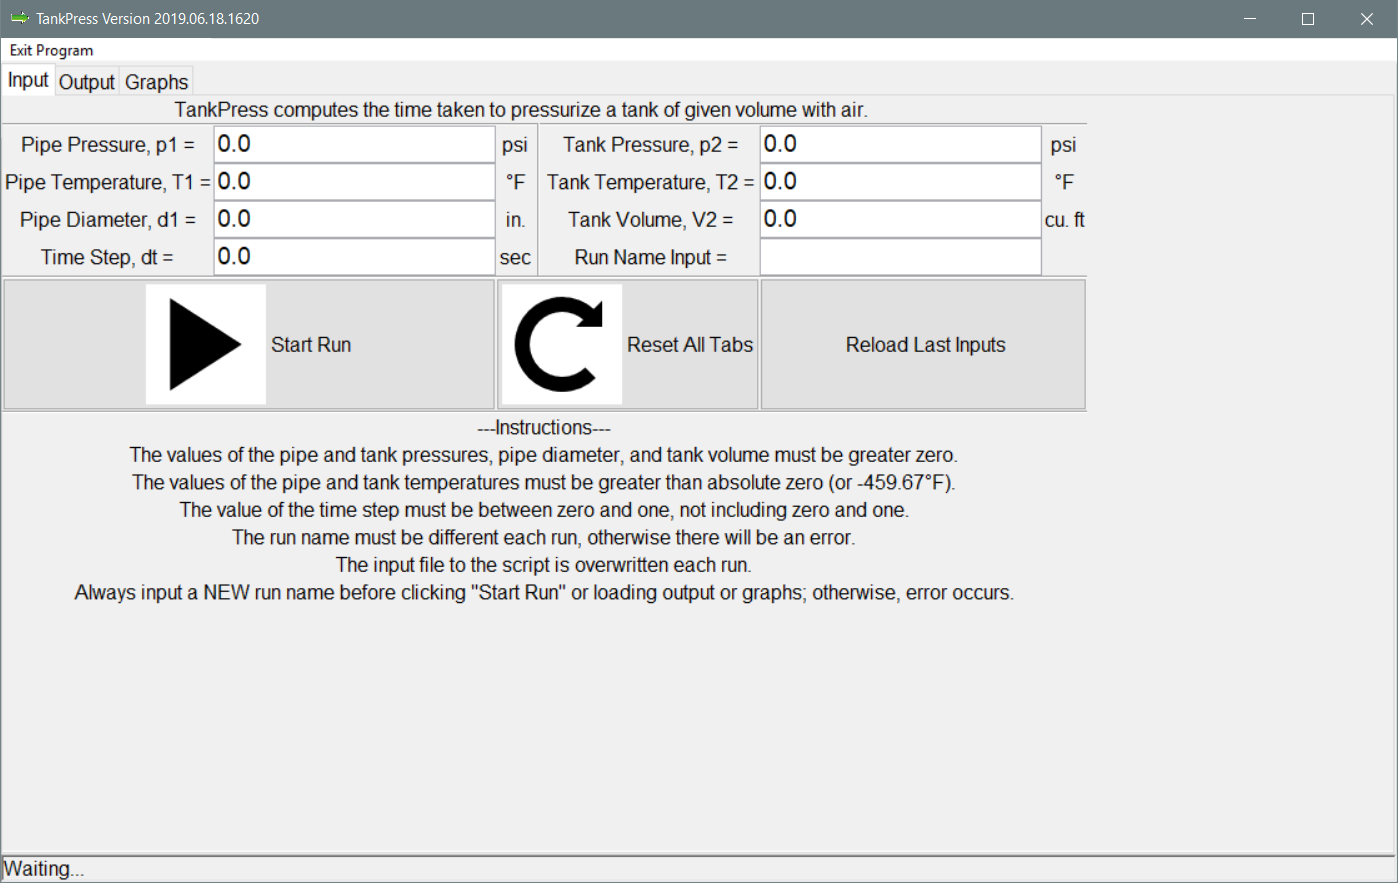 TankPress Version 2019.06.18.1620
Exit Program
Input Output Graphs
TankPress computes the time taken to pressurize a tank of given volume with air.
Pipe Pressure, p1 = 0.0 psi Tank Pressure, p2 = 0.0 psi
Pipe Temperature, T1 = 0.0 °F Tank Temperature, T2 = 0.0 °F
Pipe Diameter, d1 = 0.0 in. Tank Volume, V2 = 0.0 cu. ft
Time Step, dt = 0.0 sec Run Name Input =
Start Run Reset All Tabs Reload Last Inputs
---Instructions---
The values of the pipe and tank pressures, pipe diameter, and tank volume must be greater zero.
The values of the pipe and tank temperatures must be greater than absolute zero (or -459.67°F).
The value of the time step must be between zero and one, not including zero and one.
The run name must be different each run, otherwise there will be an error.
The input file to the script is overwritten each run.
Always input a NEW run name before clicking "Start Run" or loading output or graphs; otherwise, error occurs.
Waiting...